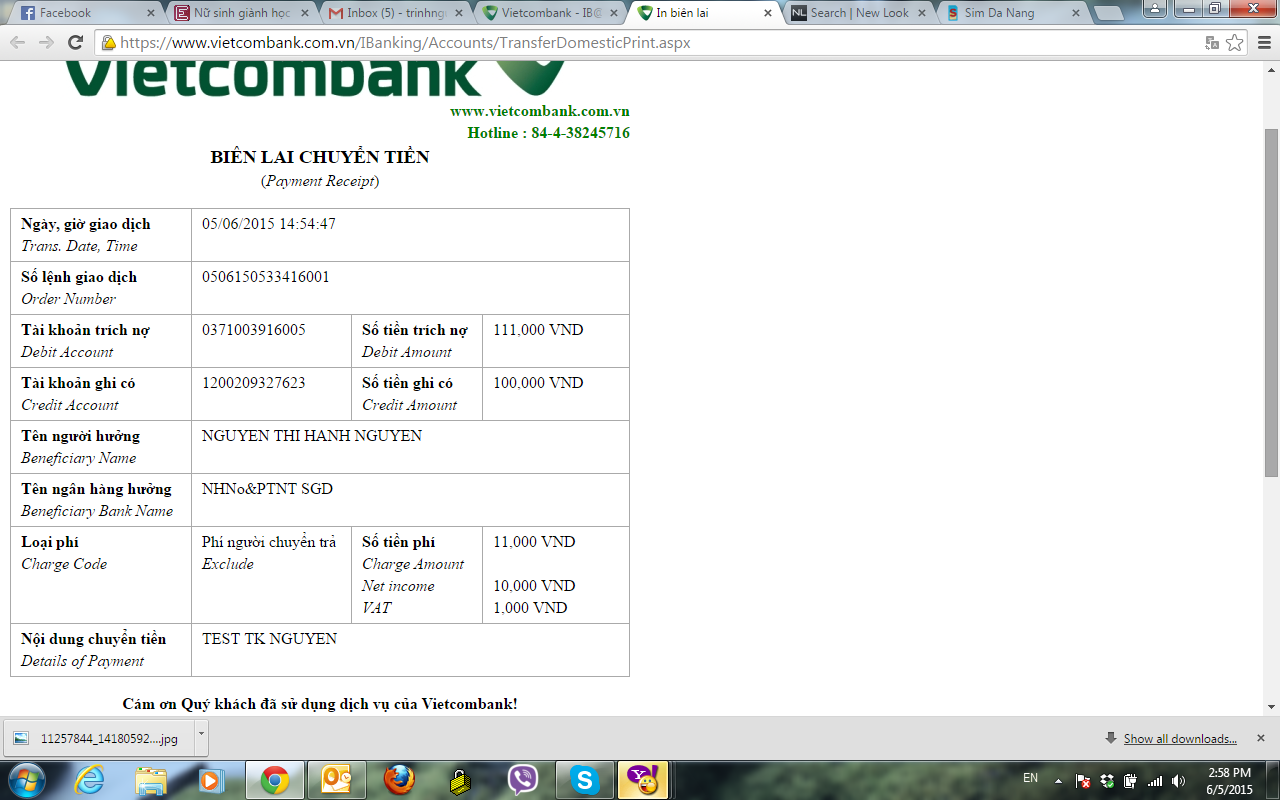 Facebook
Nữ sinh giành học
Inbox (5) - trinhng
Vietcombank - IB@
In biên lai
NL Search | New Look
S Sim Da Nang
https://www.vietcombank.com.vn/IBanking/Accounts/TransferDomesticPrint.aspx
Vietcombank
www.vietcombank.com.vn
Hotline : 84-4-38245716
BIÊN LAI CHUYỂN TIỀN
(Payment Receipt)
Ngày, giờ giao dịch 05/06/2015 14:54:47
Trans. Date, Time
Số lệnh giao dịch 0506150533416001
Order Number
Tài khoản trích nợ 0371003916005 Số tiền trích nợ 111,000 VND
Debit Account Debit Amount
Tài khoản ghi có 1200209327623 Số tiền ghi có 100,000 VND
Credit Account Credit Amount
Tên người hưởng NGUYEN THI HANH NGUYEN
Beneficiary Name
Tên ngân hàng hưởng NHNo&PTNT SGD
Beneficiary Bank Name
Loại phí Phí người chuyển trả Số tiền phí 11,000 VND
Charge Code Exclude Charge Amount
Net income 10,000 VND
VAT 1,000 VND
Nội dung chuyển tiền TEST TK NGUYEN
Details of Payment
Cám ơn Quý khách đã sử dụng dịch vụ của Vietcombank!
11257844_14180592....jpg
Show all downloads...
EN
2:58 PM
6/5/2015